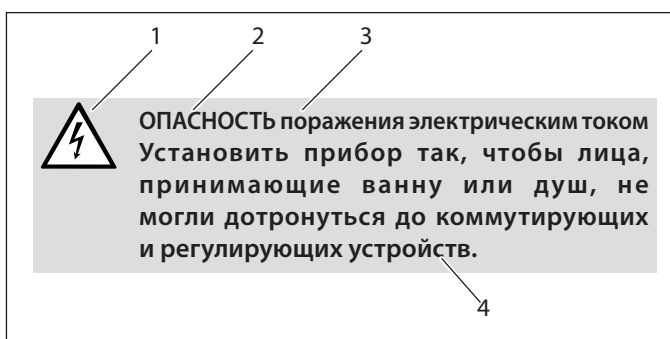 1 2 3
ОПАСНОСТЬ поражения электрическим током
Установить прибор так, чтобы лица,
принимающие ванну или душ, не
могли дотронуться до коммутирующих
и регулирующих устройств.
4